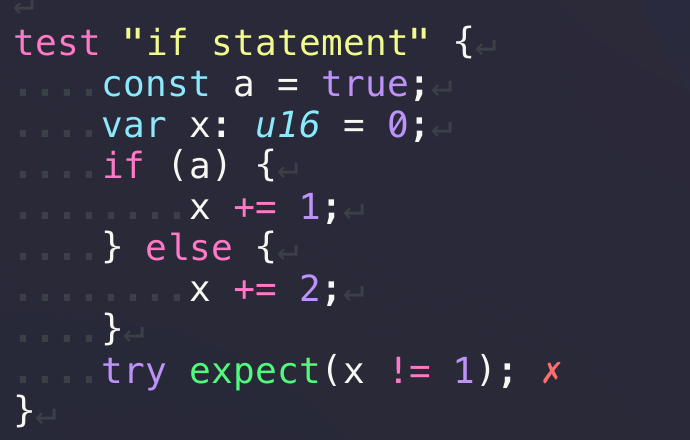 ↵
test "if statement" {↵
....const a = true;↵
....var x: u16 = 0;↵
....if (a) {↵
........x += 1;↵
....} else {↵
........x += 2;↵
....}↵
....try expect(x != 1); ✗
}↵